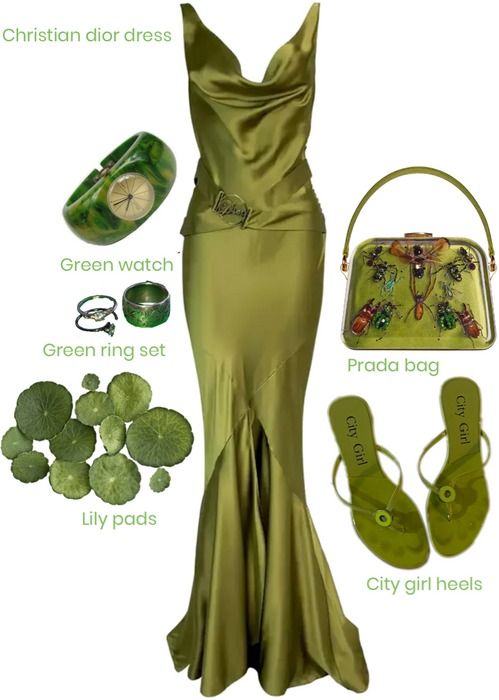 Christian dior dress
Green watch
Green ring set
Prada bag
City Girl
City Girl
Lily pads
City girl heels